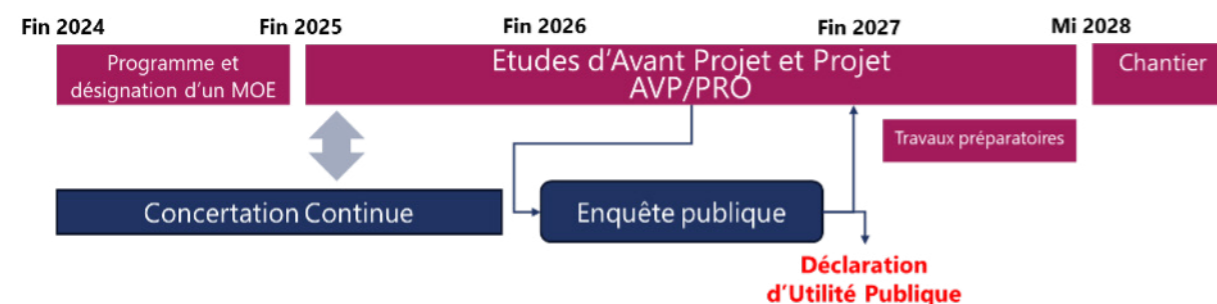 Fin 2024
Fin 2025
Fin 2026
Fin 2027
Mi 2028
Programme et
désignation d'un MOE
Etudes d'Avant Projet et Projet
AVP/PRO
Chantier
Travaux préparatoires
Concertation Continue
Enquête publique
Déclaration
d'Utilité Publique